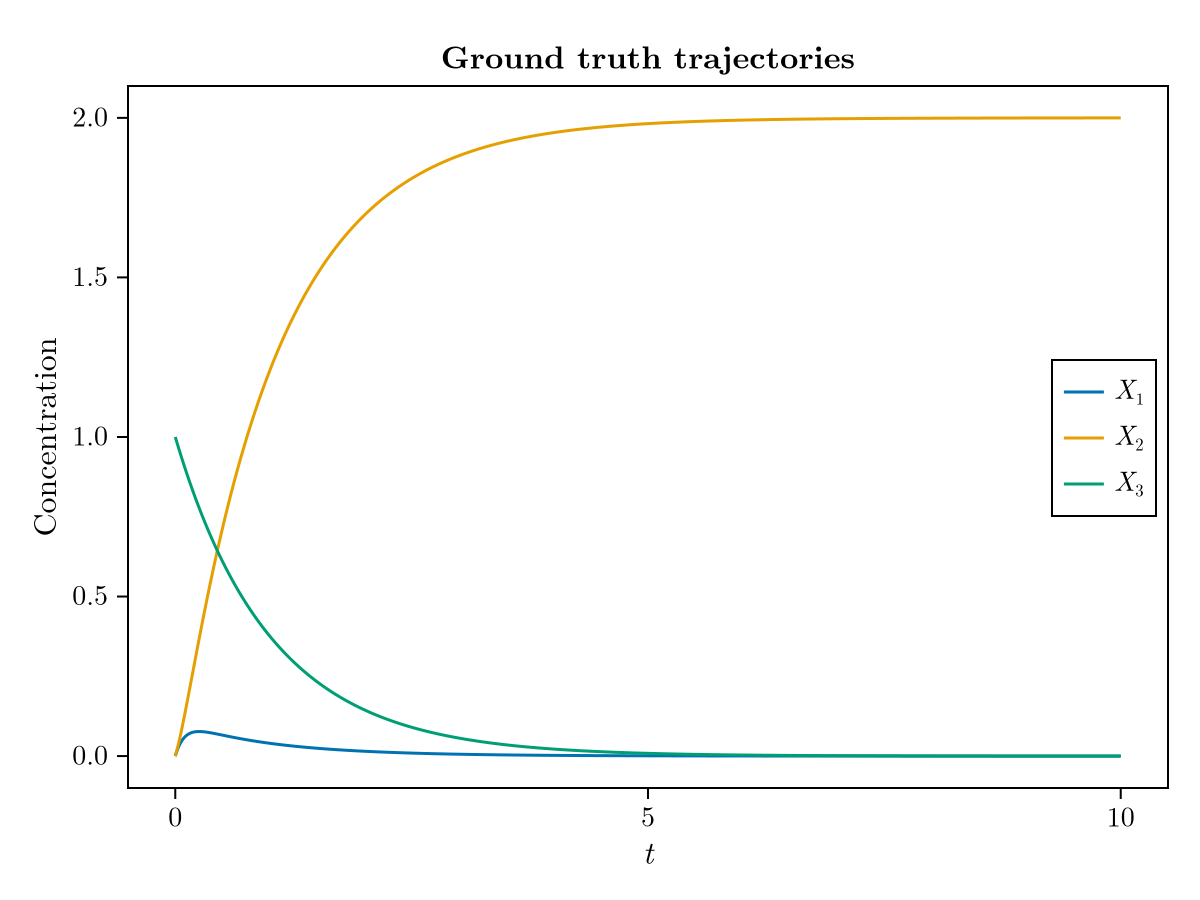 Ground truth trajectories
Concentration
2.0
1.5
1.0
0.5
0.0
0
5
10
t
X₁
X₂
X₃